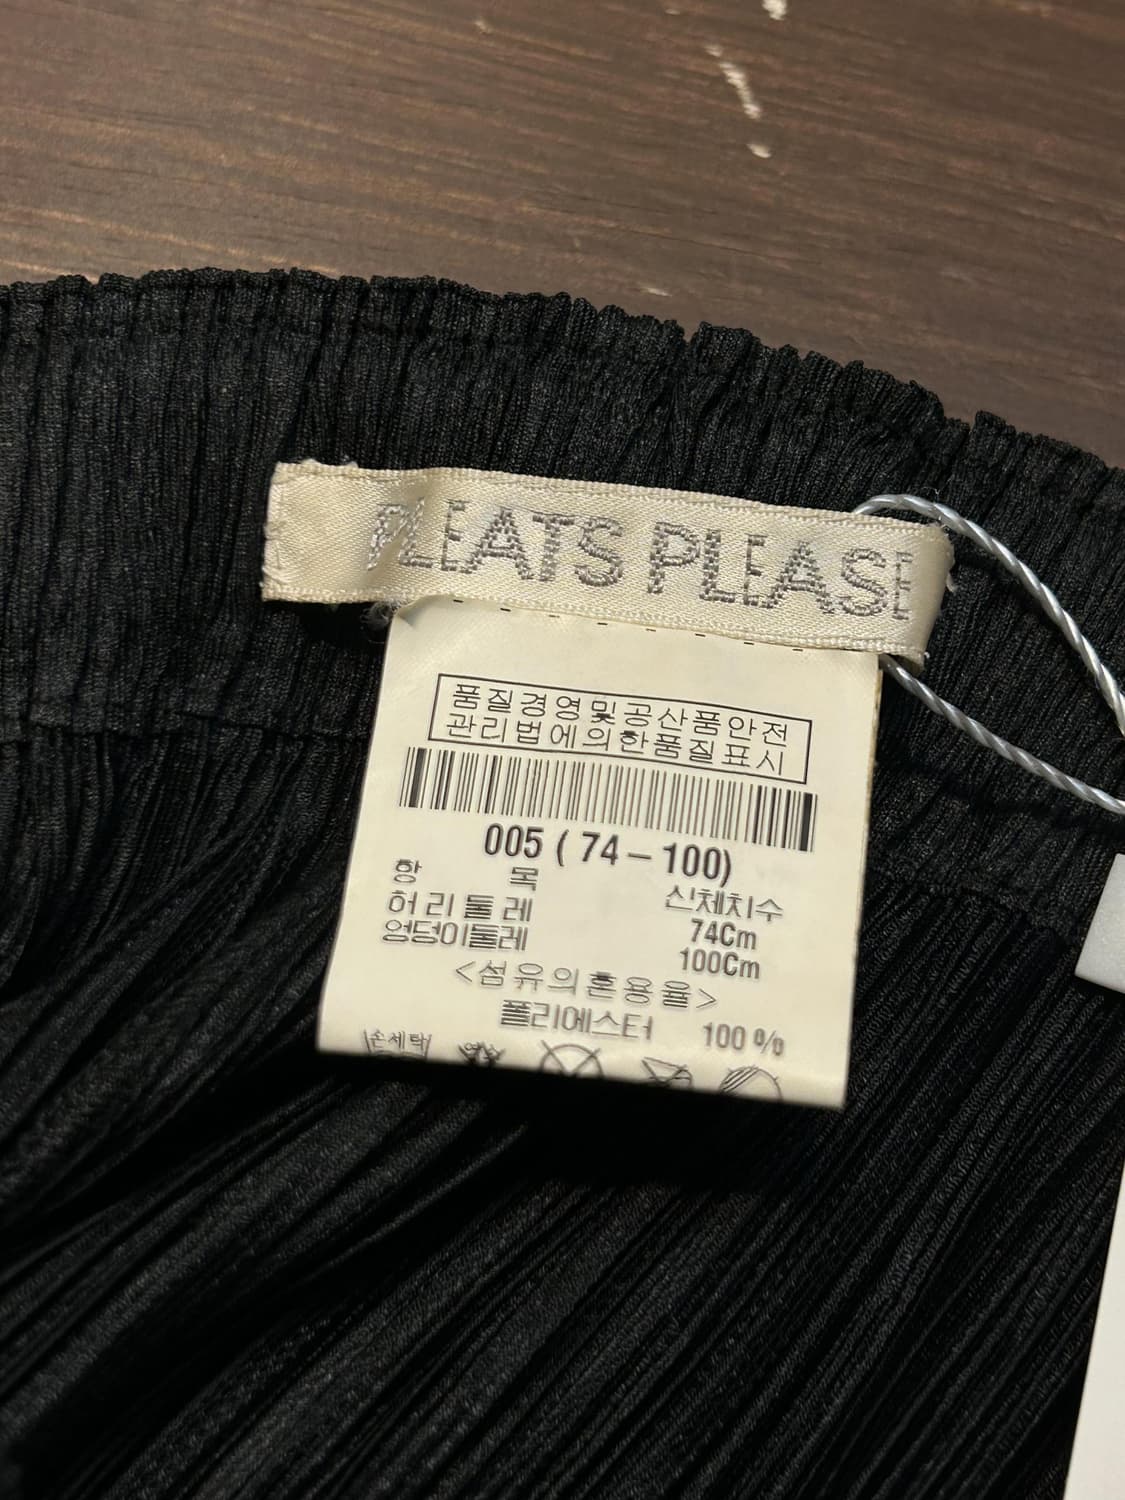 PLEATS PLEASE
품질경영및공산품안전
관리법에의한품질표시
005 ( 74 – 100)
항 목 신체치수
허리둘레 74Cm
엉덩이둘레 100Cm
<섬유의혼용율>
폴리에스터 100 %
손세탁